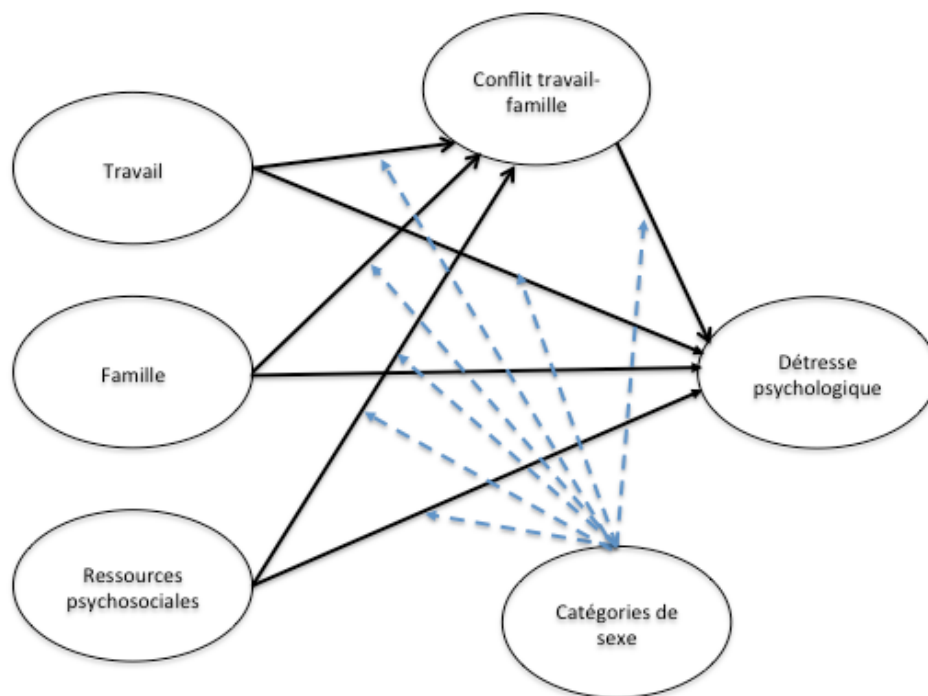 Conflit travail-
famille
Travail
Famille
Détresse
psychologique
Ressources
psychosociales
Catégories de
sexe